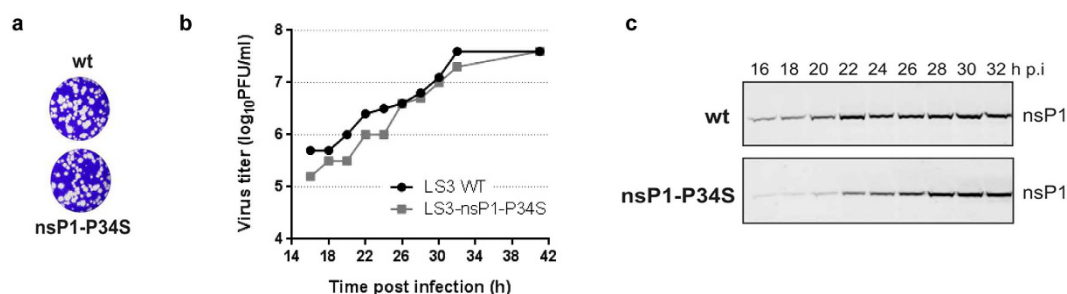 a
wt
nsP1-P34S
b
Virus titer (log10PFU/ml)
8
7
6
5
4
LS3 WT
LS3-nsP1-P34S
14 18 22 26 30 34 38 42
Time post infection (h)
c
16 18 20 22 24 26 28 30 32 h p.i
wt nsP1
nsP1-P34S nsP1